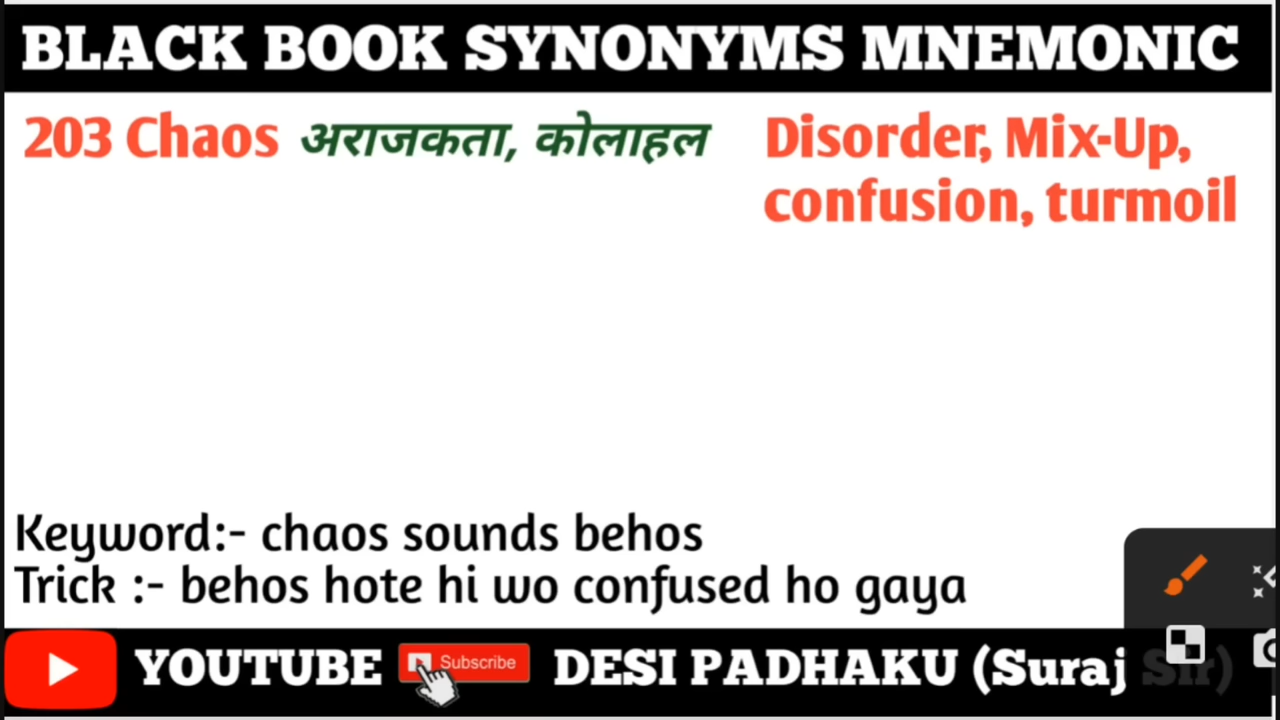 BLACK BOOK SYNONYMS MNEMONIC
203 Chaos अराजकता, कोलाहल Disorder, Mix-Up,
confusion, turmoil
Keyword:- chaos sounds behos
Trick :- behos hote hi wo confused ho gaya
YOUTUBE Subscribe DESI PADHAKU (Suraj Sir)